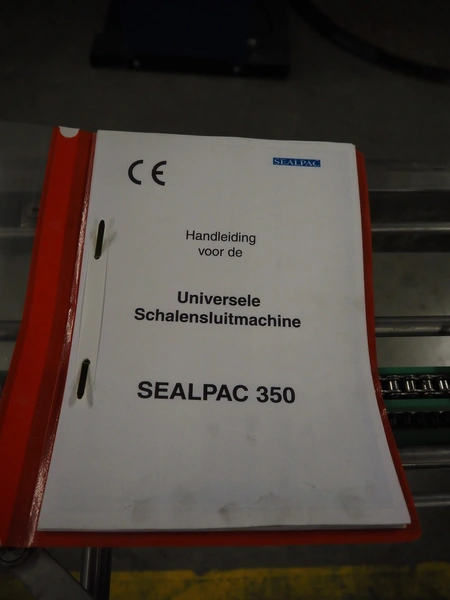 CE
SEALPAC
Handleiding
voor de
Universele
Schalensluitmachine
SEALPAC 350